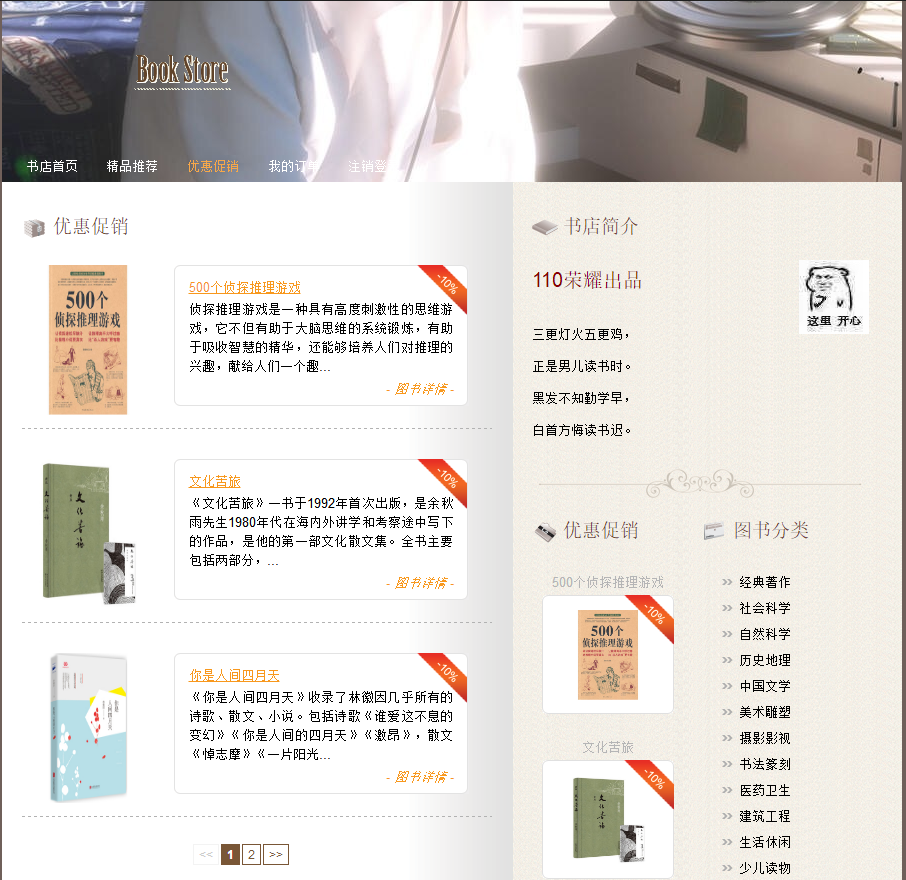 Book Store
书店首页 精品推荐 优惠促销 我的订单 注销登
优惠促销
500个侦探推理游戏
-10%
500个侦探推理游戏
侦探推理游戏是一种具有高度刺激性的思维游
戏，它不但有助于大脑思维的系统锻炼，有助
于吸收智慧的精华，还能够培养人们对推理的
兴趣，献给人们一个趣...
- 图书详情 -
文化苦旅
-10%
文化苦旅
《文化苦旅》一书于1992年首次出版，是余秋
雨先生1980年代在海内外讲学和考察途中写下
的作品，是他的第一部文化散文集。全书主要
包括两部分，...
- 图书详情 -
-10%
你是人间四月天
《你是人间四月天》收录了林徽因几乎所有的
诗歌、散文、小说。包括诗歌《谁爱这不息的
变幻》《你是人间的四月天》《激昂》，散文
《悼志摩》《一片阳光...
- 图书详情 -
<< 1 2 >>
书店简介
110荣耀出品
这里 开心
三更灯火五更鸡，
正是男儿读书时。
黑发不知勤学早，
白首方悔读书迟。
优惠促销
500个侦探推理游戏
-10%
500个
侦探推理游戏
文化苦旅
-10%
文化苦旅
图书分类
经典著作
社会科学
自然科学
历史地理
中国文学
美术雕塑
摄影影视
书法篆刻
医药卫生
建筑工程
生活休闲
少儿读物